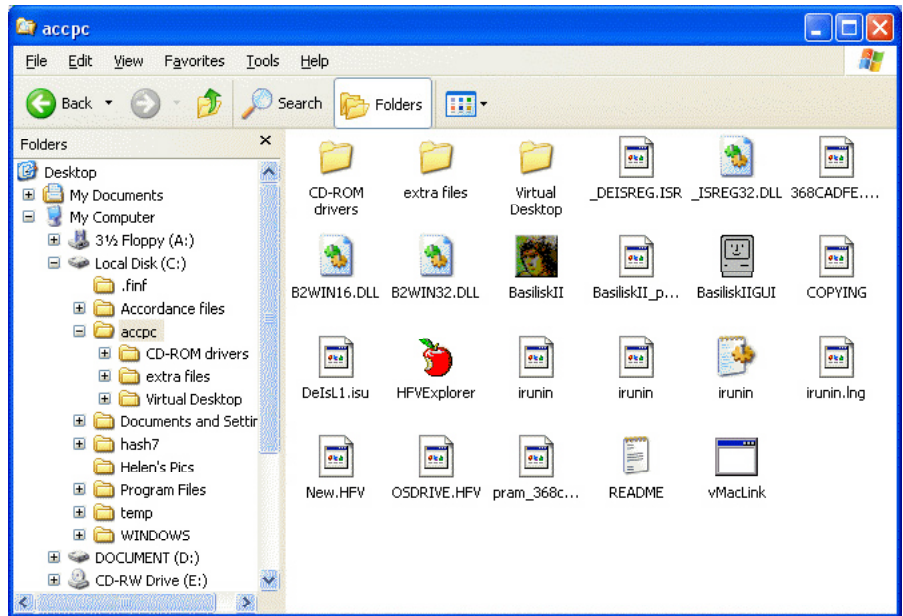 accpc
File Edit View Favorites Tools Help
Back Search Folders
Folders
Desktop
My Documents
My Computer
3½ Floppy (A:)
Local Disk (C:)
.finf
Accordance files
accpc
CD-ROM drivers
extra files
Virtual Desktop
Documents and Settir
hash7
Helen's Pics
Program Files
temp
WINDOWS
DOCUMENT (D:)
CD-RW Drive (E:)
CD-ROM drivers
extra files
Virtual Desktop
_DEISREG.ISR
_ISREG32.DLL
368CADFE....
B2WIN16.DLL
B2WIN32.DLL
BasiliskII
BasiliskII_p...
BasiliskIIGUI
COPYING
DeIsL1.isu
HFVExplorer
irunin
irunin
irunin
irunin.lng
New.HFV
OSDRIVE.HFV
pram_368c...
README
vMacLink